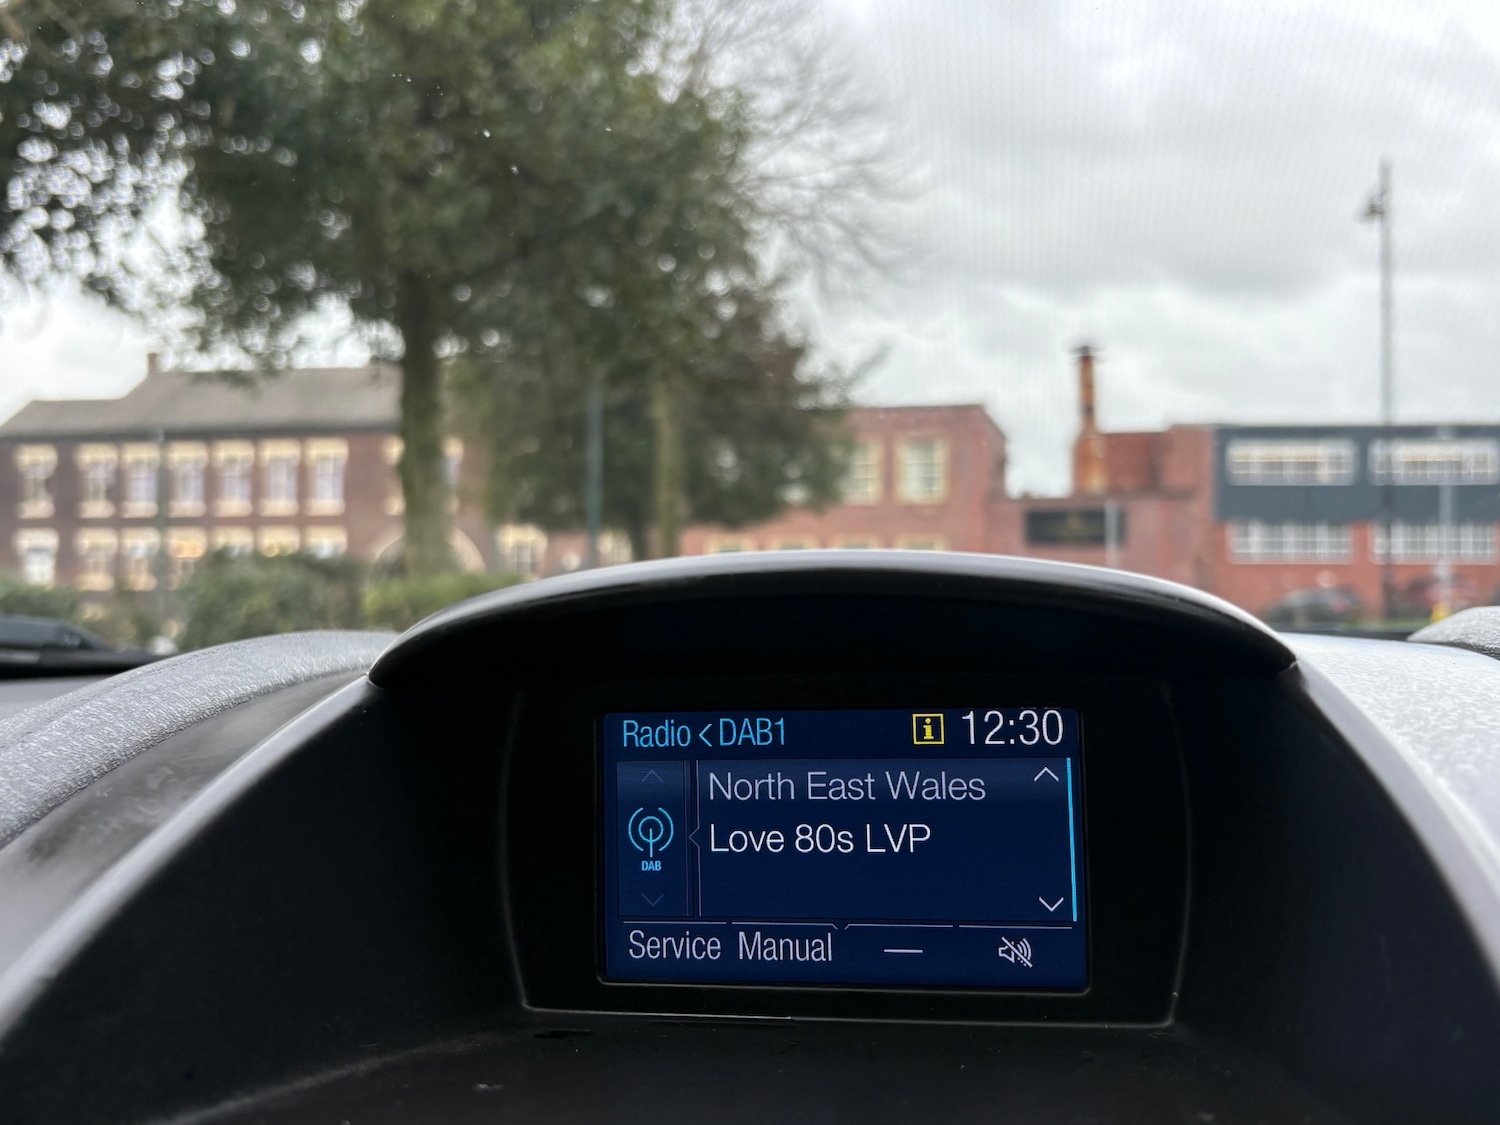 Radio < DAB1 i 12:30
North East Wales
DAB
Love 80s LVP
Service Manual —